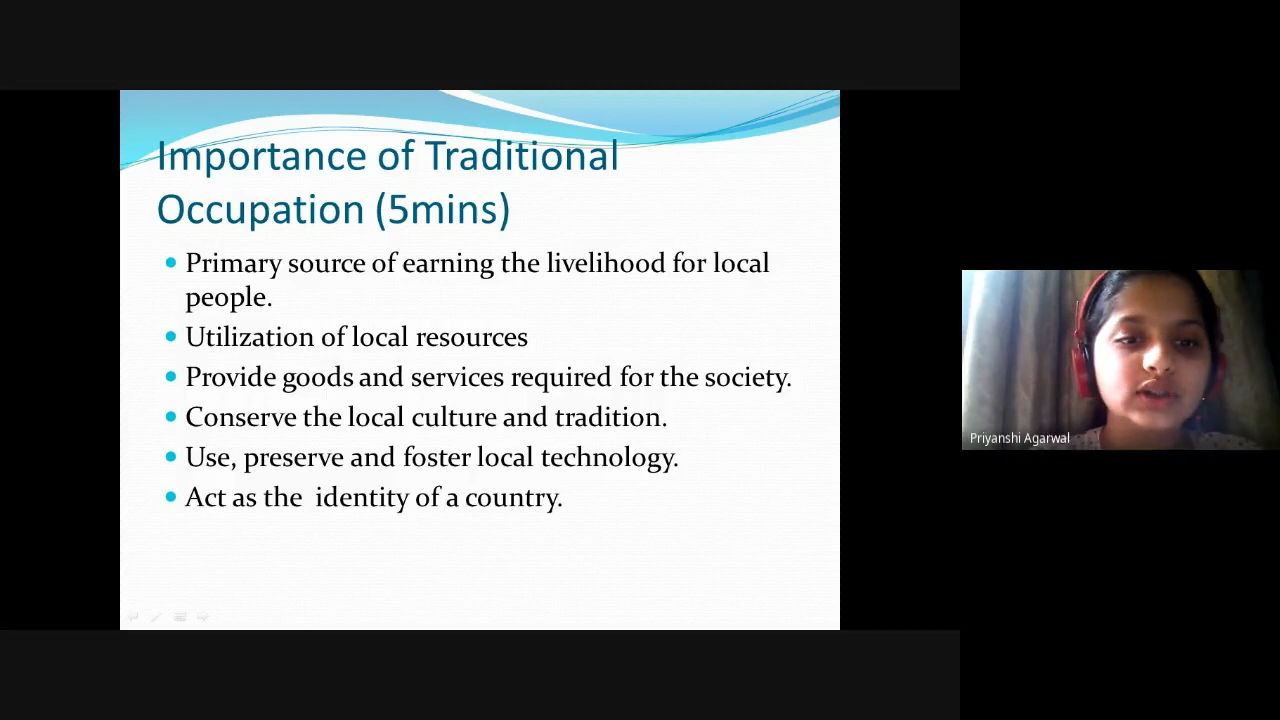 Importance of Traditional
Occupation (5mins)
Primary source of earning the livelihood for local
people.
Utilization of local resources
Provide goods and services required for the society.
Conserve the local culture and tradition.
Use, preserve and foster local technology.
Act as the  identity of a country.
Priyanshi Agarwal